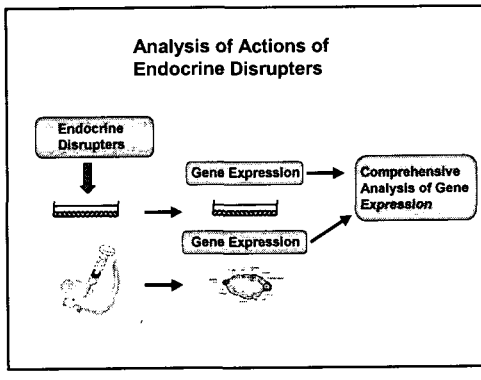 Analysis of Actions of
Endocrine Disrupters
Endocrine
Disrupters
Gene Expression
Comprehensive
Analysis of Gene
Expression
Gene Expression